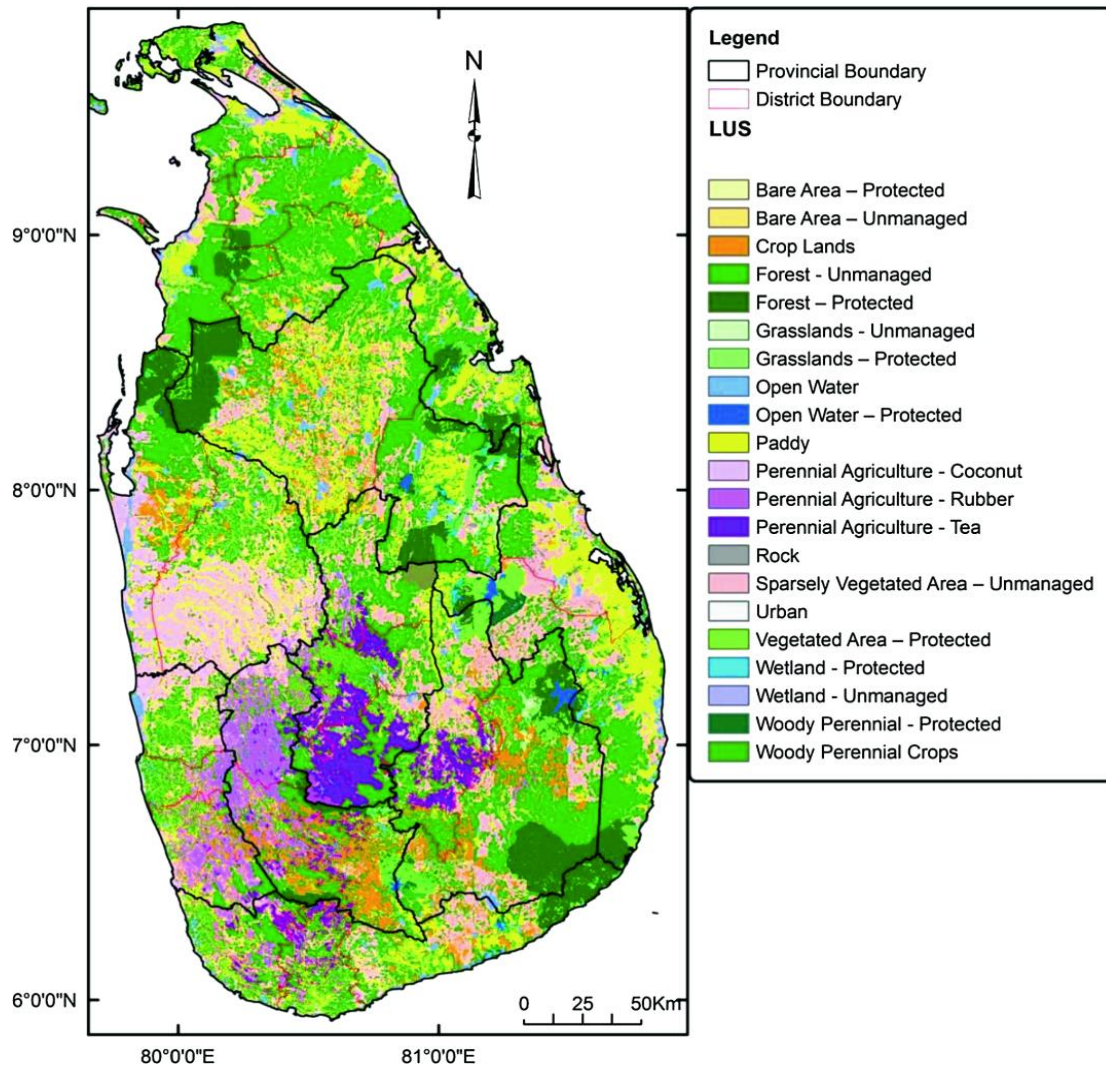 N
9°0'0"N
8°0'0"N
7°0'0"N
6°0'0"N
80°0'0"E
81°0'0"E
0 25 50Km
Legend
Provincial Boundary
District Boundary
LUS
Bare Area – Protected
Bare Area – Unmanaged
Crop Lands
Forest - Unmanaged
Forest – Protected
Grasslands - Unmanaged
Grasslands – Protected
Open Water
Open Water – Protected
Paddy
Perennial Agriculture - Coconut
Perennial Agriculture - Rubber
Perennial Agriculture - Tea
Rock
Sparsely Vegetated Area – Unmanaged
Urban
Vegetated Area – Protected
Wetland - Protected
Wetland - Unmanaged
Woody Perennial - Protected
Woody Perennial Crops